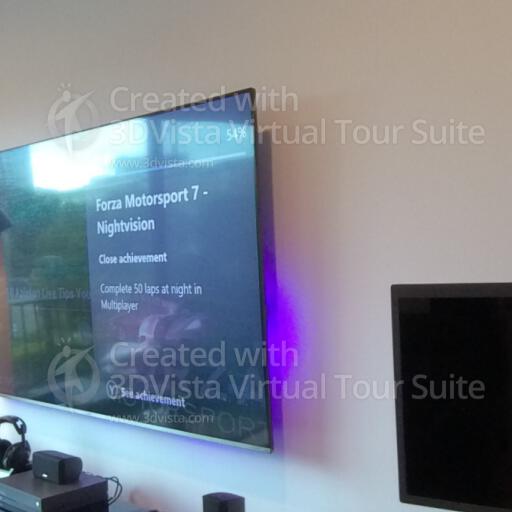 Created with
3DVista Virtual Tour Suite
www.3dvista.com
54%
Forza Motorsport 7 -
Nightvision
Close achievement
Complete 50 laps at night in
Multiplayer
Created with
3DVista Virtual Tour Suite
www.3dvista.com
Ⓨ See achievement